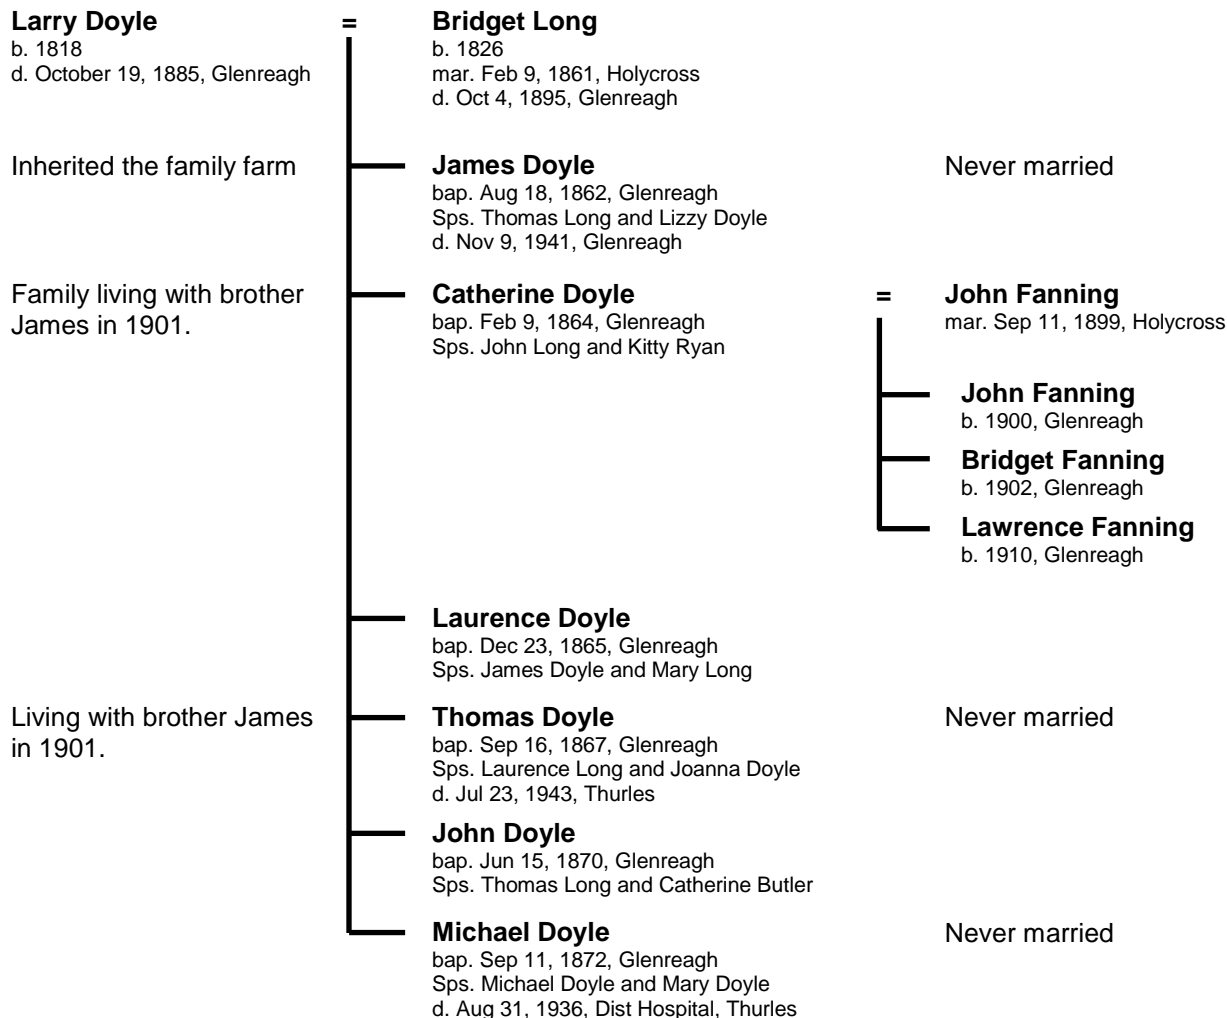 Larry Doyle = Bridget Long
b. 1818
d. October 19, 1885, Glenreagh
b. 1826
mar. Feb 9, 1861, Holycross
d. Oct 4, 1895, Glenreagh
Inherited the family farm
James Doyle
bap. Aug 18, 1862, Glenreagh
Sps. Thomas Long and Lizzy Doyle
d. Nov 9, 1941, Glenreagh
Never married
Family living with brother
James in 1901.
Catherine Doyle
bap. Feb 9, 1864, Glenreagh
Sps. John Long and Kitty Ryan
=
John Fanning
mar. Sep 11, 1899, Holycross
John Fanning
b. 1900, Glenreagh
Bridget Fanning
b. 1902, Glenreagh
Lawrence Fanning
b. 1910, Glenreagh
Laurence Doyle
bap. Dec 23, 1865, Glenreagh
Sps. James Doyle and Mary Long
Living with brother James
in 1901.
Thomas Doyle
bap. Sep 16, 1867, Glenreagh
Sps. Laurence Long and Joanna Doyle
d. Jul 23, 1943, Thurles
Never married
John Doyle
bap. Jun 15, 1870, Glenreagh
Sps. Thomas Long and Catherine Butler
Michael Doyle
bap. Sep 11, 1872, Glenreagh
Sps. Michael Doyle and Mary Doyle
d. Aug 31, 1936, Dist Hospital, Thurles
Never married